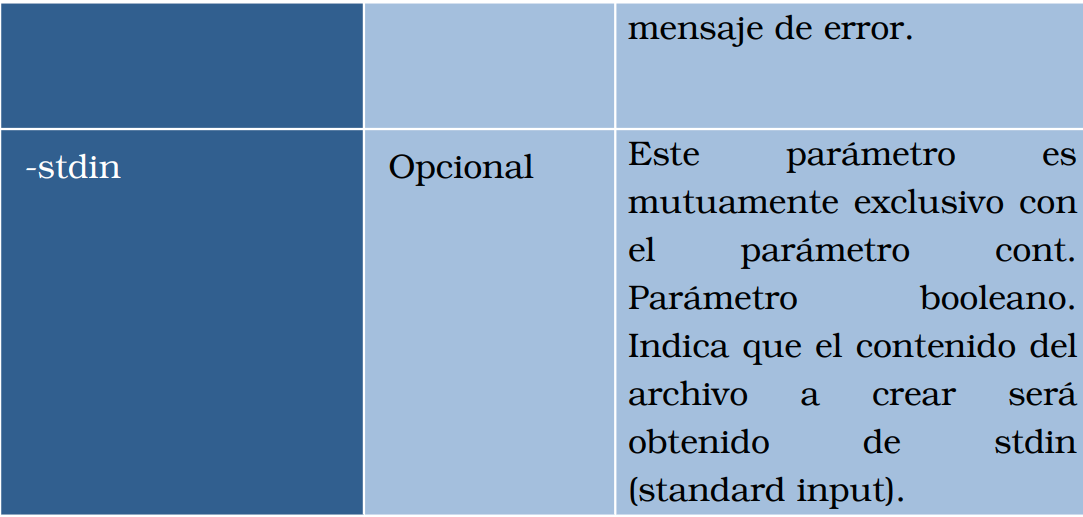 mensaje de error.
-stdin
Opcional
Este parámetro es
mutuamente exclusivo con
el parámetro cont.
Parámetro booleano.
Indica que el contenido del
archivo a crear será
obtenido de stdin
(standard input).